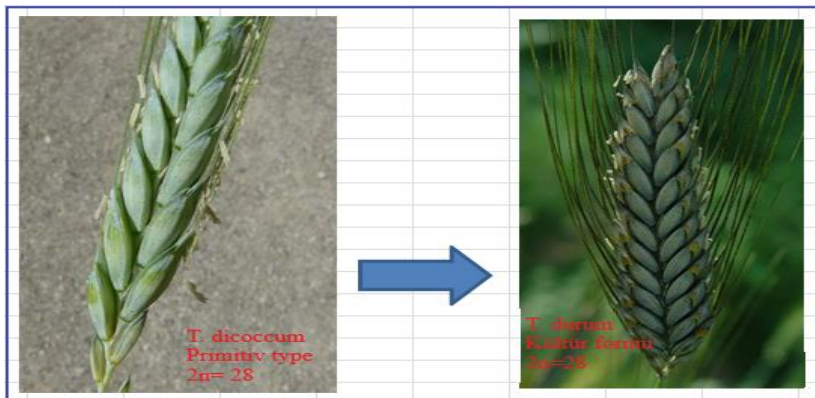 T. dicoccum
Primitiv type
2n= 28
T. durum
Kültür formu
2n=28